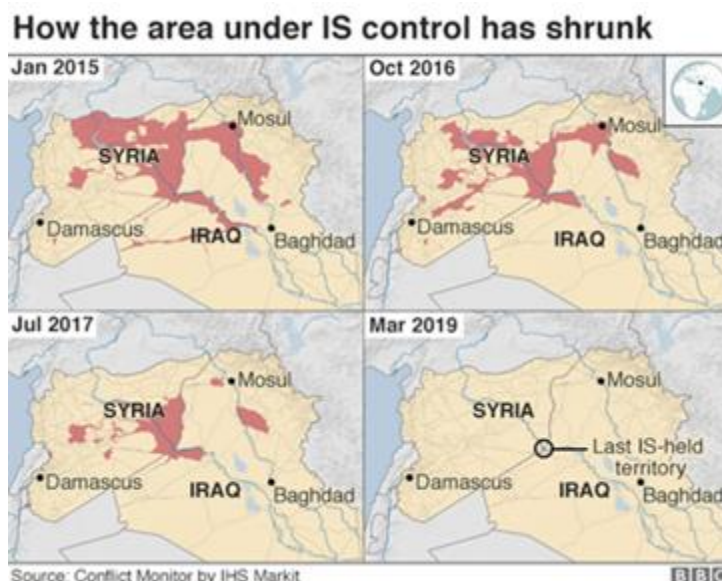 How the area under IS control has shrunk
Jan 2015
Mosul
SYRIA
Damascus
IRAQ
Baghdad
Oct 2016
Mosul
SYRIA
Damascus
IRAQ
Baghdad
Jul 2017
Mosul
SYRIA
Damascus
IRAQ
Baghdad
Mar 2019
Mosul
SYRIA
Last IS-held
territory
Damascus
IRAQ
Baghdad
Source: Conflict Monitor by IHS Markit
BBC